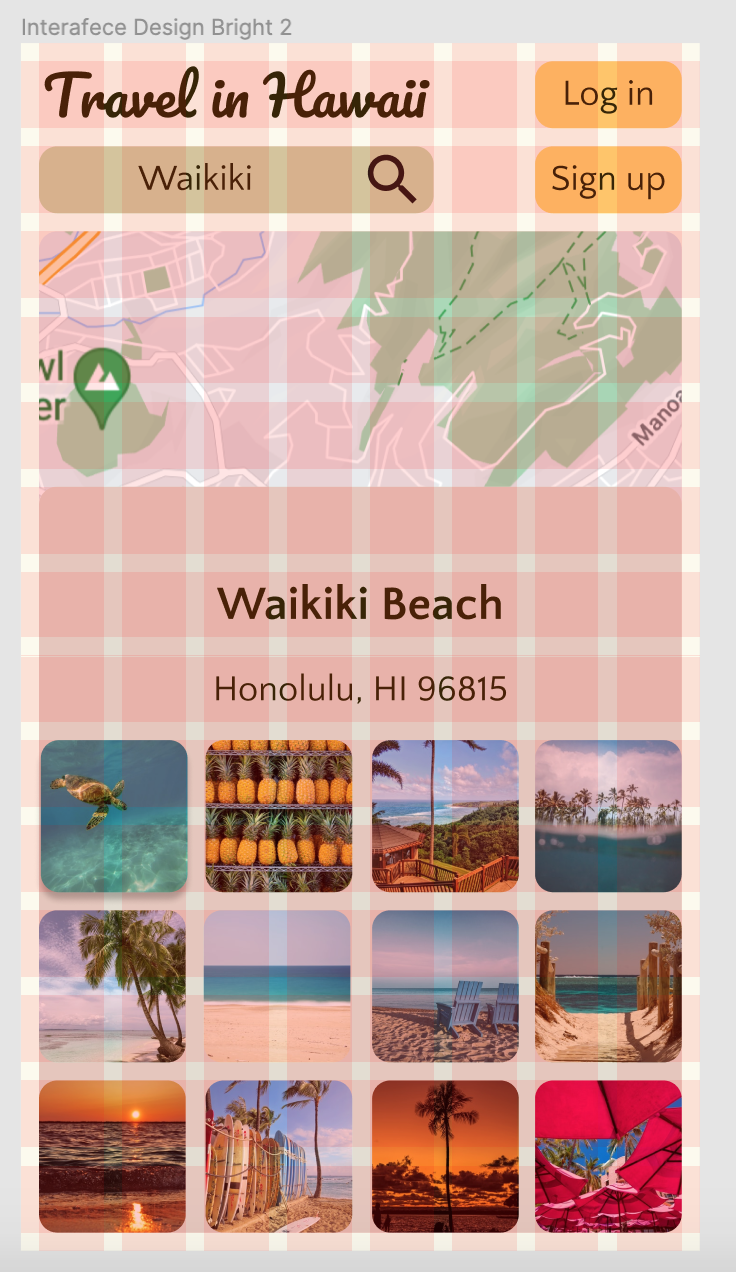 Interafece Design Bright 2
Travel in Hawaii
Log in
Waikiki
Sign up
wl
er
Manoa
Waikiki Beach
Honolulu, HI 96815